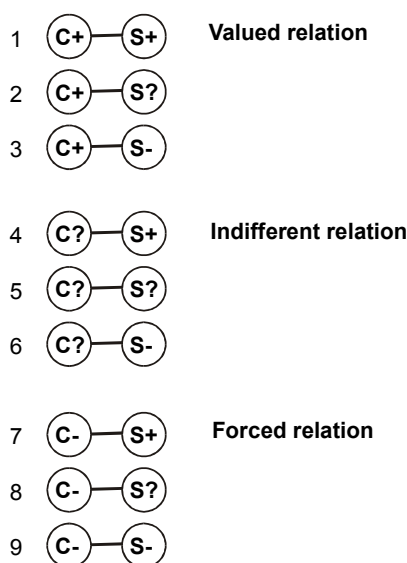 1 C+ S+ Valued relation
2 C+ S?
3 C+ S-
4 C? S+ Indifferent relation
5 C? S?
6 C? S-
7 C- S+ Forced relation
8 C- S?
9 C- S-